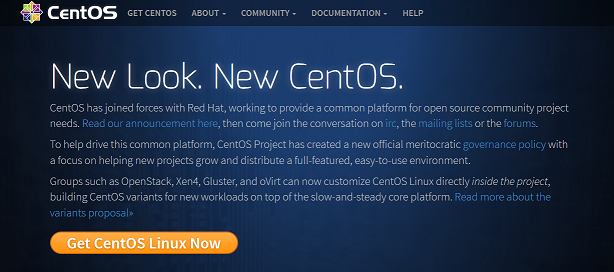 CentOS GET CENTOS ABOUT COMMUNITY DOCUMENTATION HELP
New Look. New CentOS.
CentOS has joined forces with Red Hat, working to provide a common platform for open source community project
needs. Read our announcement here, then come join the conversation on irc, the mailing lists or the forums.
To help drive this common platform, CentOS Project has created a new official meritocratic governance policy with
a focus on helping new projects grow and distribute a full-featured, easy-to-use environment.
Groups such as OpenStack, Xen4, Gluster, and oVirt can now customize CentOS Linux directly inside the project,
building CentOS variants for new workloads on top of the slow-and-steady core platform. Read more about the
variants proposal»
Get CentOS Linux Now